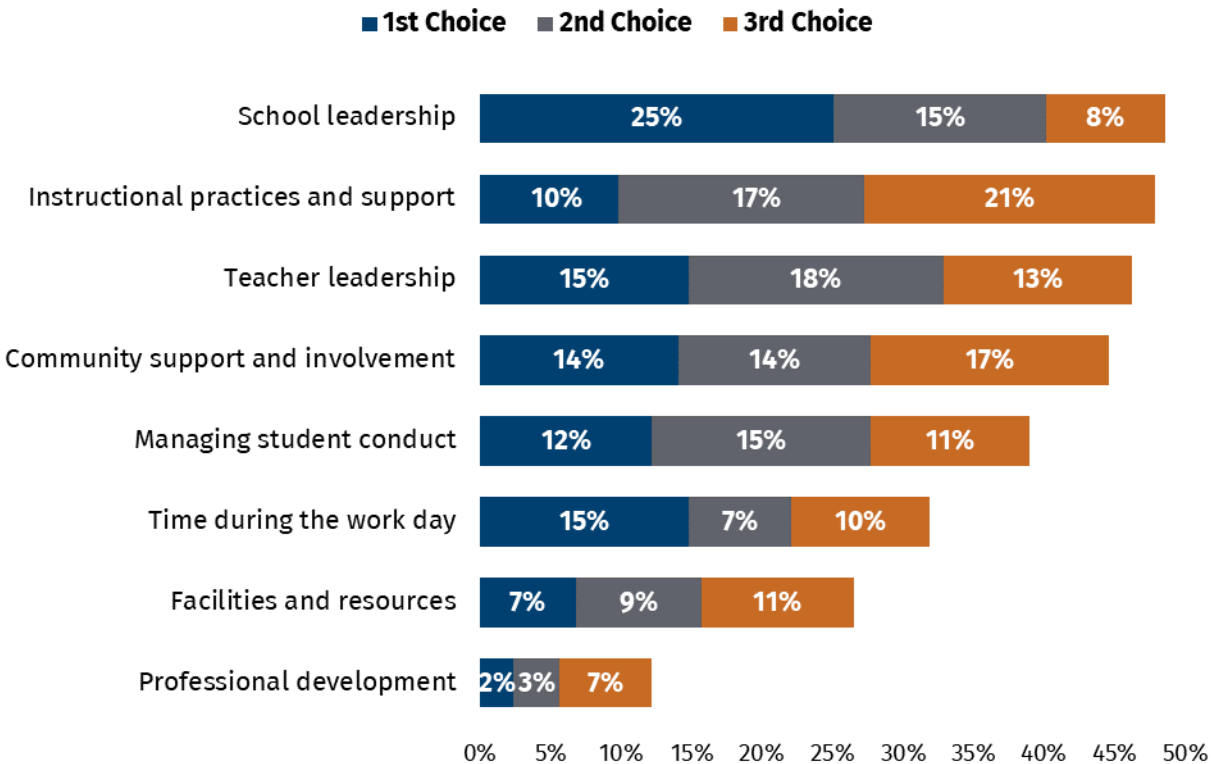 1st Choice 2nd Choice 3rd Choice
School leadership 25% 15% 8%
Instructional practices and support 10% 17% 21%
Teacher leadership 15% 18% 13%
Community support and involvement 14% 14% 17%
Managing student conduct 12% 15% 11%
Time during the work day 15% 7% 10%
Facilities and resources 7% 9% 11%
Professional development 2% 3% 7%
0% 5% 10% 15% 20% 25% 30% 35% 40% 45% 50%